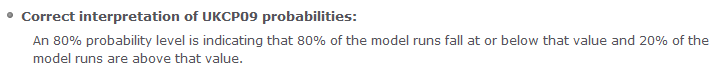 Correct interpretation of UKCP09 probabilities:
An 80% probability level is indicating that 80% of the model runs fall at or below that value and 20% of the
model runs are above that value.